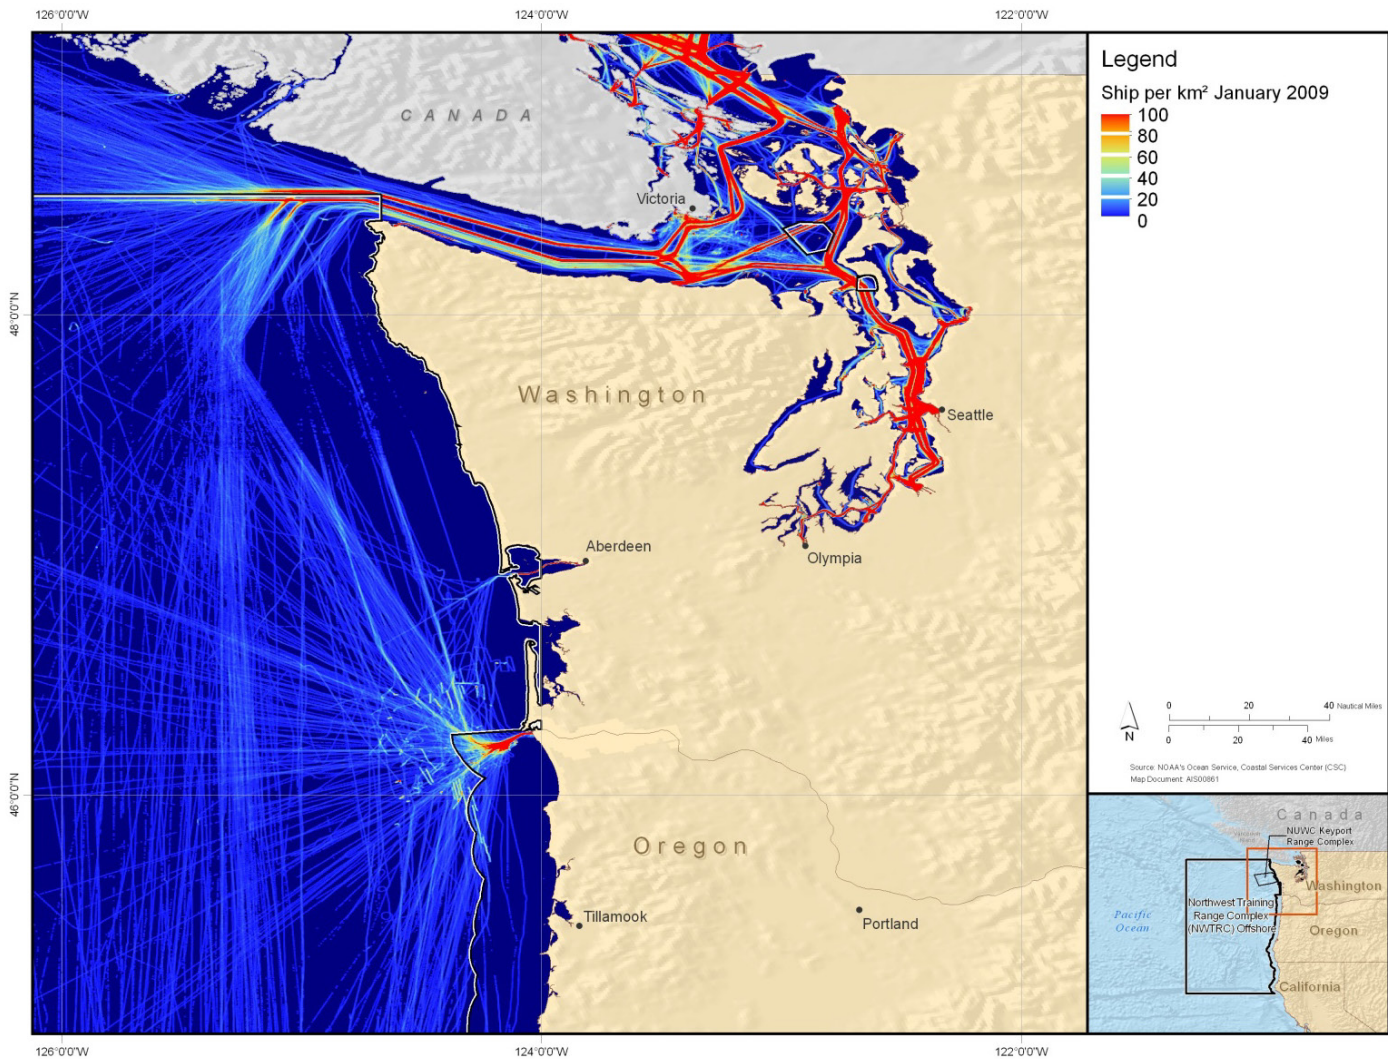 126°0'0"W
124°0'0"W
122°0'0"W
48°0'0"N
46°0'0"N
CANADA
Victoria
Washington
Seattle
Olympia
Aberdeen
Oregon
Tillamook
Portland
126°0'0"W
124°0'0"W
122°0'0"W
Legend
Ship per km² January 2009
100
80
60
40
20
0
N
0 20 40 Nautical Miles
0 20 40 Miles
Source: NOAA's Ocean Service, Coastal Services Center (CSC)
Map Document: AIS00861
Canada
NUWC Keyport
Range Complex
Washington
Northwest Training
Range Complex
(NWTRC) Offshore
Pacific
Ocean
Oregon
California